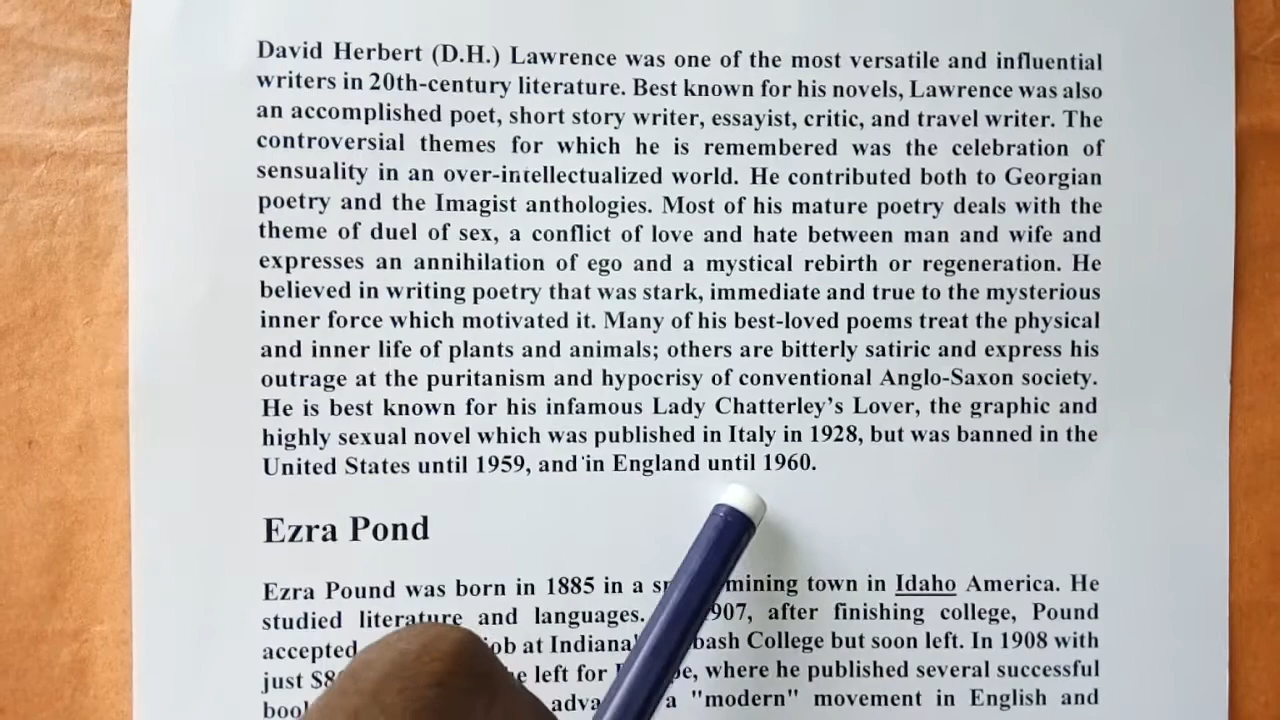 David Herbert (D.H.) Lawrence was one of the most versatile and influential
writers in 20th-century literature. Best known for his novels, Lawrence was also
an accomplished poet, short story writer, essayist, critic, and travel writer. The
controversial themes for which he is remembered was the celebration of
sensuality in an over-intellectualized world. He contributed both to Georgian
poetry and the Imagist anthologies. Most of his mature poetry deals with the
theme of duel of sex, a conflict of love and hate between man and wife and
expresses an annihilation of ego and a mystical rebirth or regeneration. He
believed in writing poetry that was stark, immediate and true to the mysterious
inner force which motivated it. Many of his best-loved poems treat the physical
and inner life of plants and animals; others are bitterly satiric and express his
outrage at the puritanism and hypocrisy of conventional Anglo-Saxon society.
He is best known for his infamous Lady Chatterley's Lover, the graphic and
highly sexual novel which was published in Italy in 1928, but was banned in the
United States until 1959, and in England until 1960.
Ezra Pond
Ezra Pound was born in 1885 in a mining town in Idaho America. He
studied literature and languages. after finishing college, Pound
accepted at Indiana's College but soon left. In 1908 with
just left for where he published several successful
a "modern" movement in English and